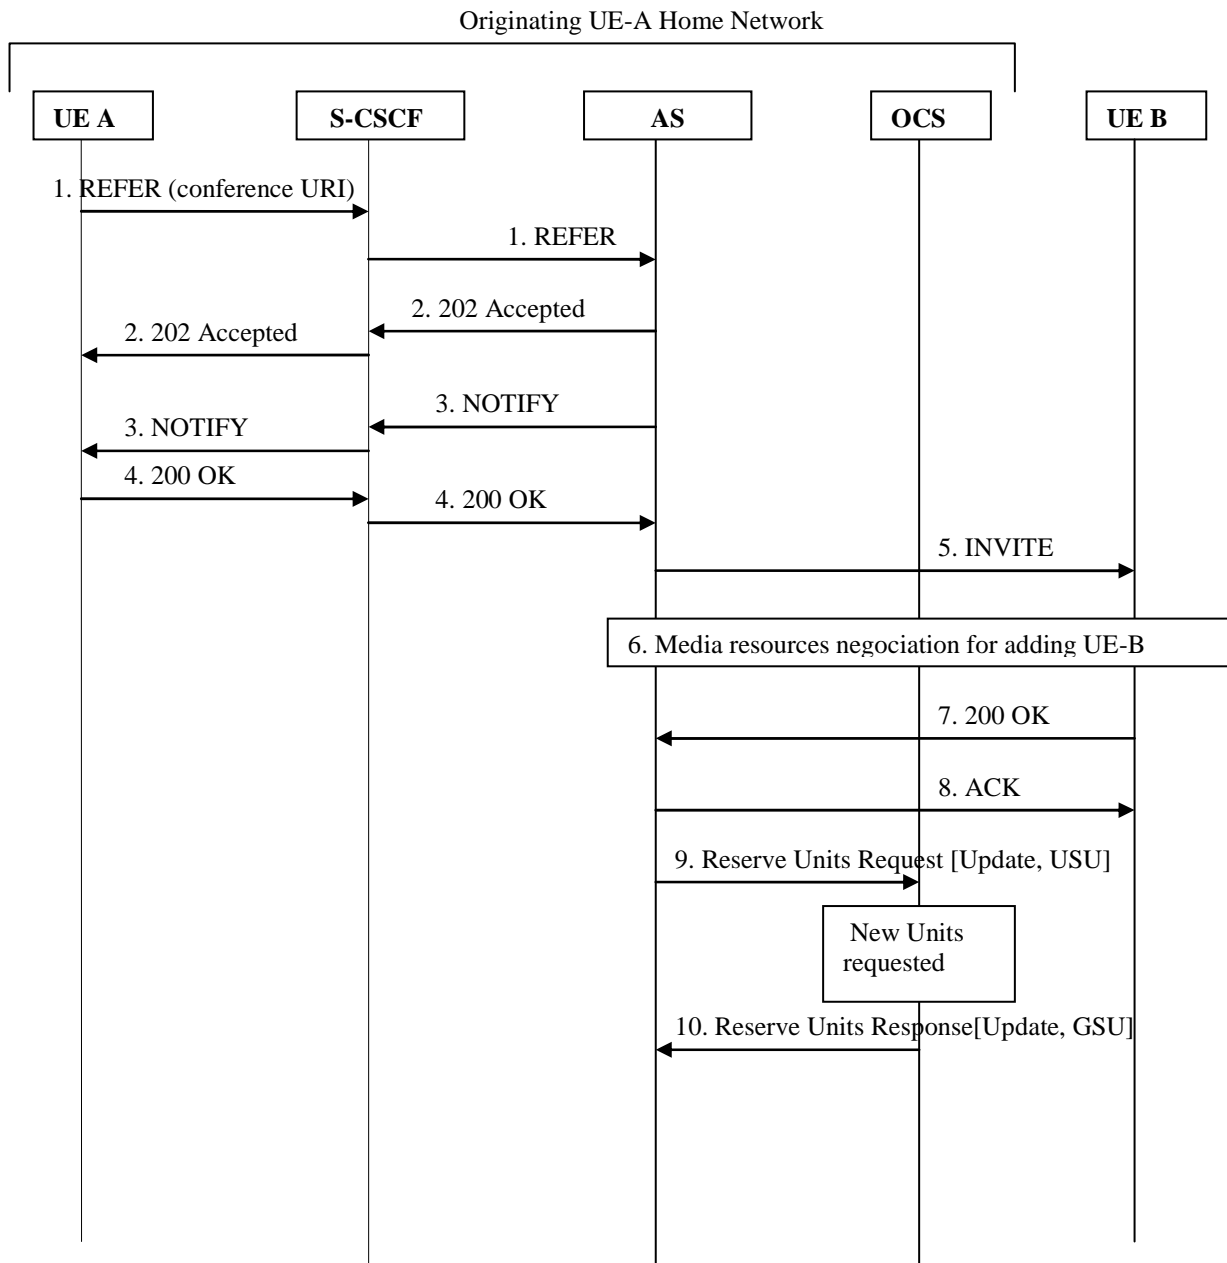 Originating UE-A Home Network
UE A
S-CSCF
AS
OCS
UE B
1. REFER (conference URI)
1. REFER
2. 202 Accepted
2. 202 Accepted
3. NOTIFY
3. NOTIFY
4. 200 OK
4. 200 OK
5. INVITE
6. Media resources negociation for adding UE-B
7. 200 OK
8. ACK
9. Reserve Units Request [Update, USU]
New Units
requested
10. Reserve Units Response[Update, GSU]